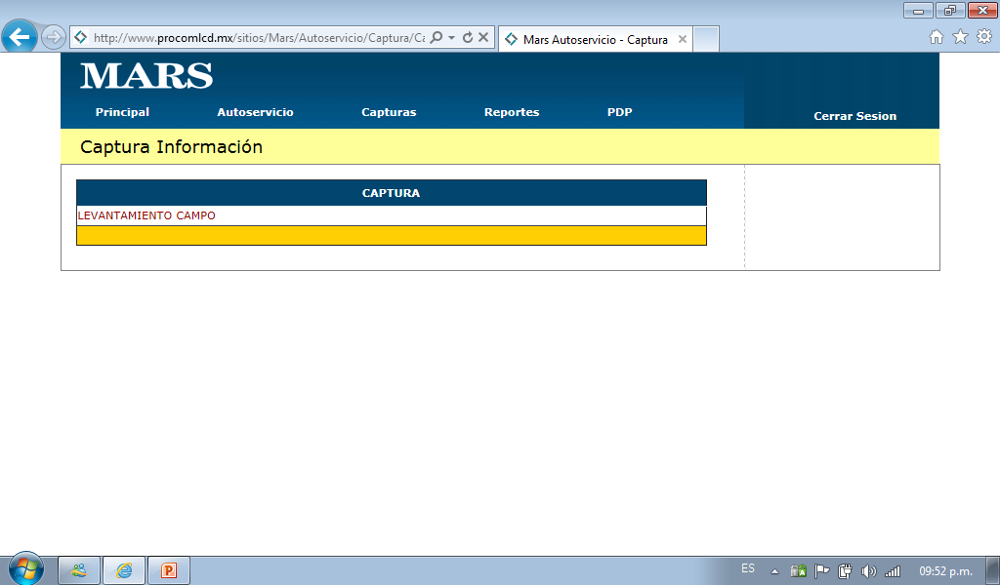 http://www.procomlcd.mx/sitios/Mars/Autoservicio/Captura/Ca
Mars Autoservicio - Captura
MARS
Principal Autoservicio Capturas Reportes PDP Cerrar Sesion
Captura Información
CAPTURA
LEVANTAMIENTO CAMPO
ES 09:52 p.m.